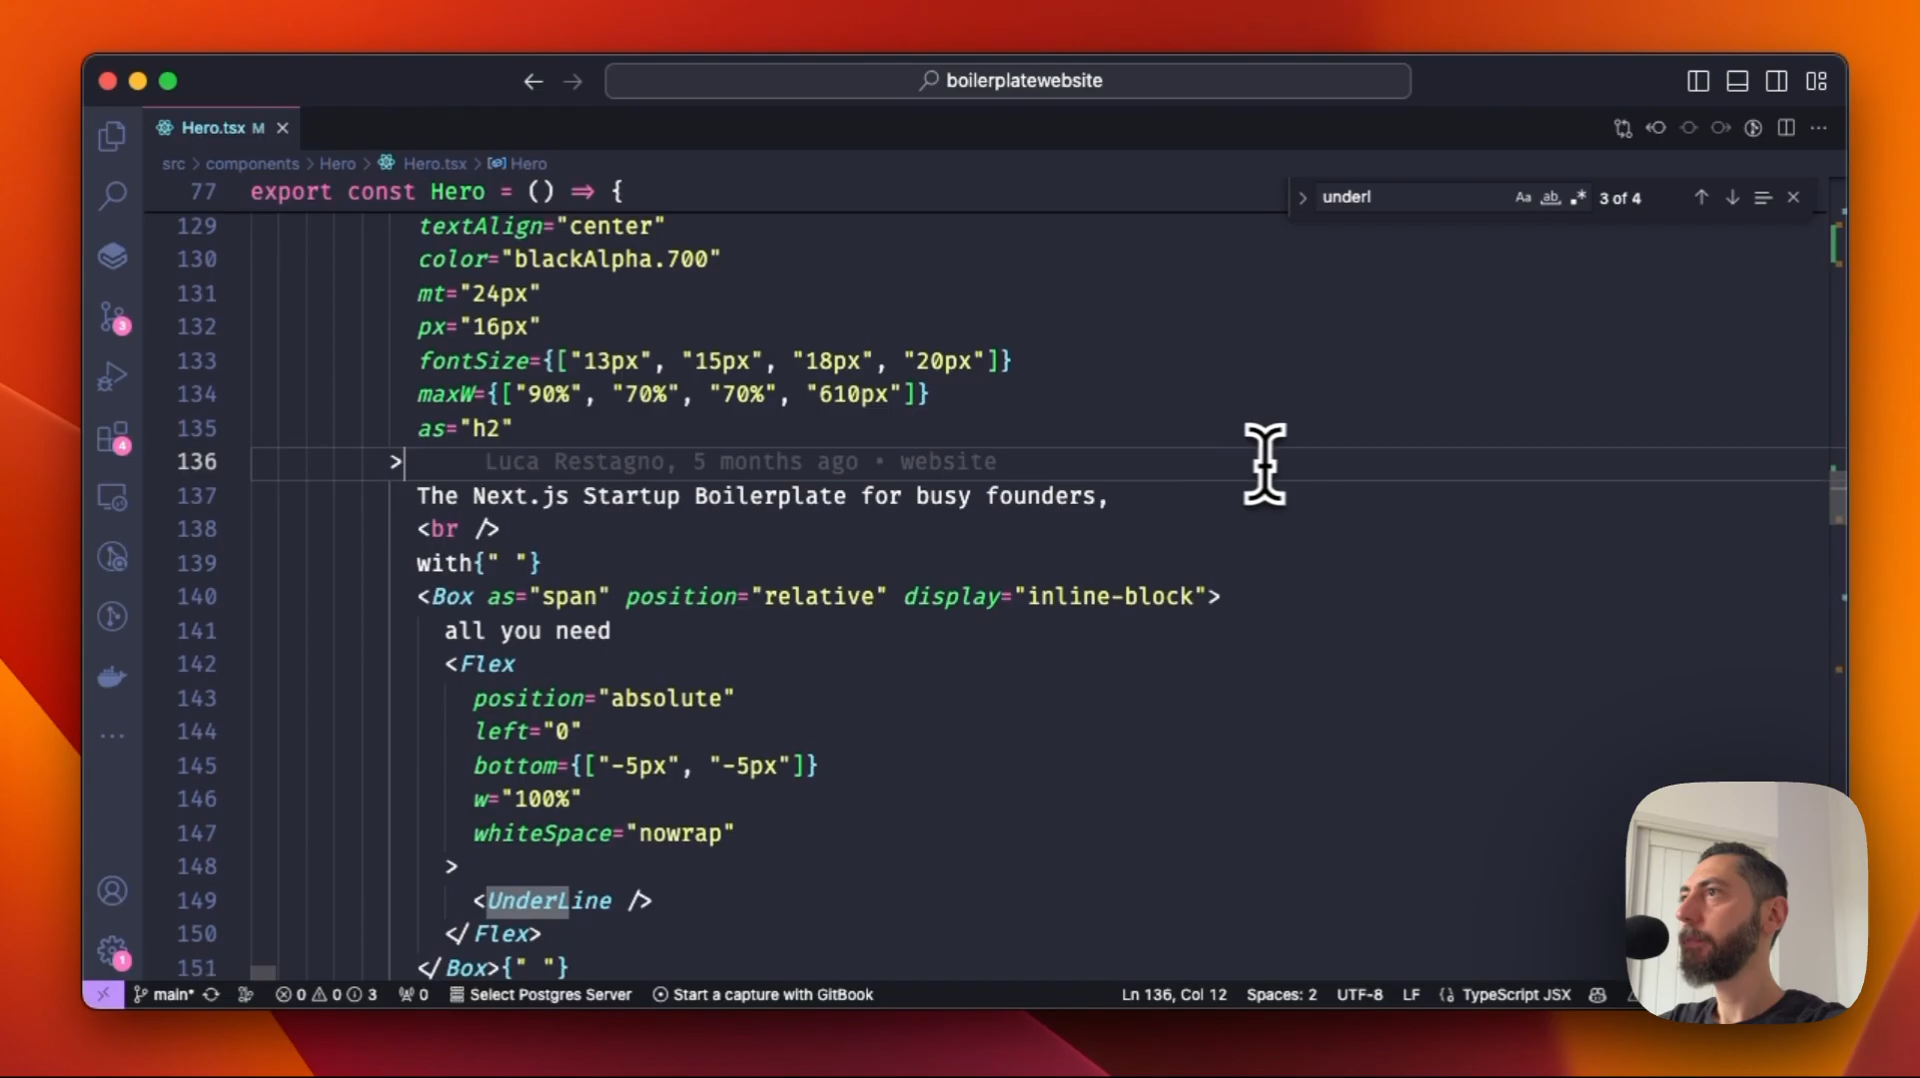 boilerplatewebsite
Hero.tsx M
src > components > Hero > Hero.tsx > Hero
underl
Aa ab .* 3 of 4
77 export const Hero = () ⇒ {
129 textAlign="center"
130 color="blackAlpha.700"
131 mt="24px"
132 px="16px"
133 fontSize={["13px", "15px", "18px", "20px"]}
134 maxW={["90%", "70%", "70%", "610px"]}
135 as="h2"
136 > Luca Restagno, 5 months ago • website
137 The Next.js Startup Boilerplate for busy founders,
138 <br />
139 with{" "}
140 <Box as="span" position="relative" display="inline-block">
141 all you need
142 <Flex
143 position="absolute"
144 left="0"
145 bottom={["-5px", "-5px"]}
146 w="100%"
147 whiteSpace="nowrap"
148 >
149 <UnderLine />
150 </Flex>
151 </Box>{" "}
3
4
1
main* 0 0 3 0 Select Postgres Server Start a capture with GitBook Ln 136, Col 12 Spaces: 2 UTF-8 LF {} TypeScript JSX